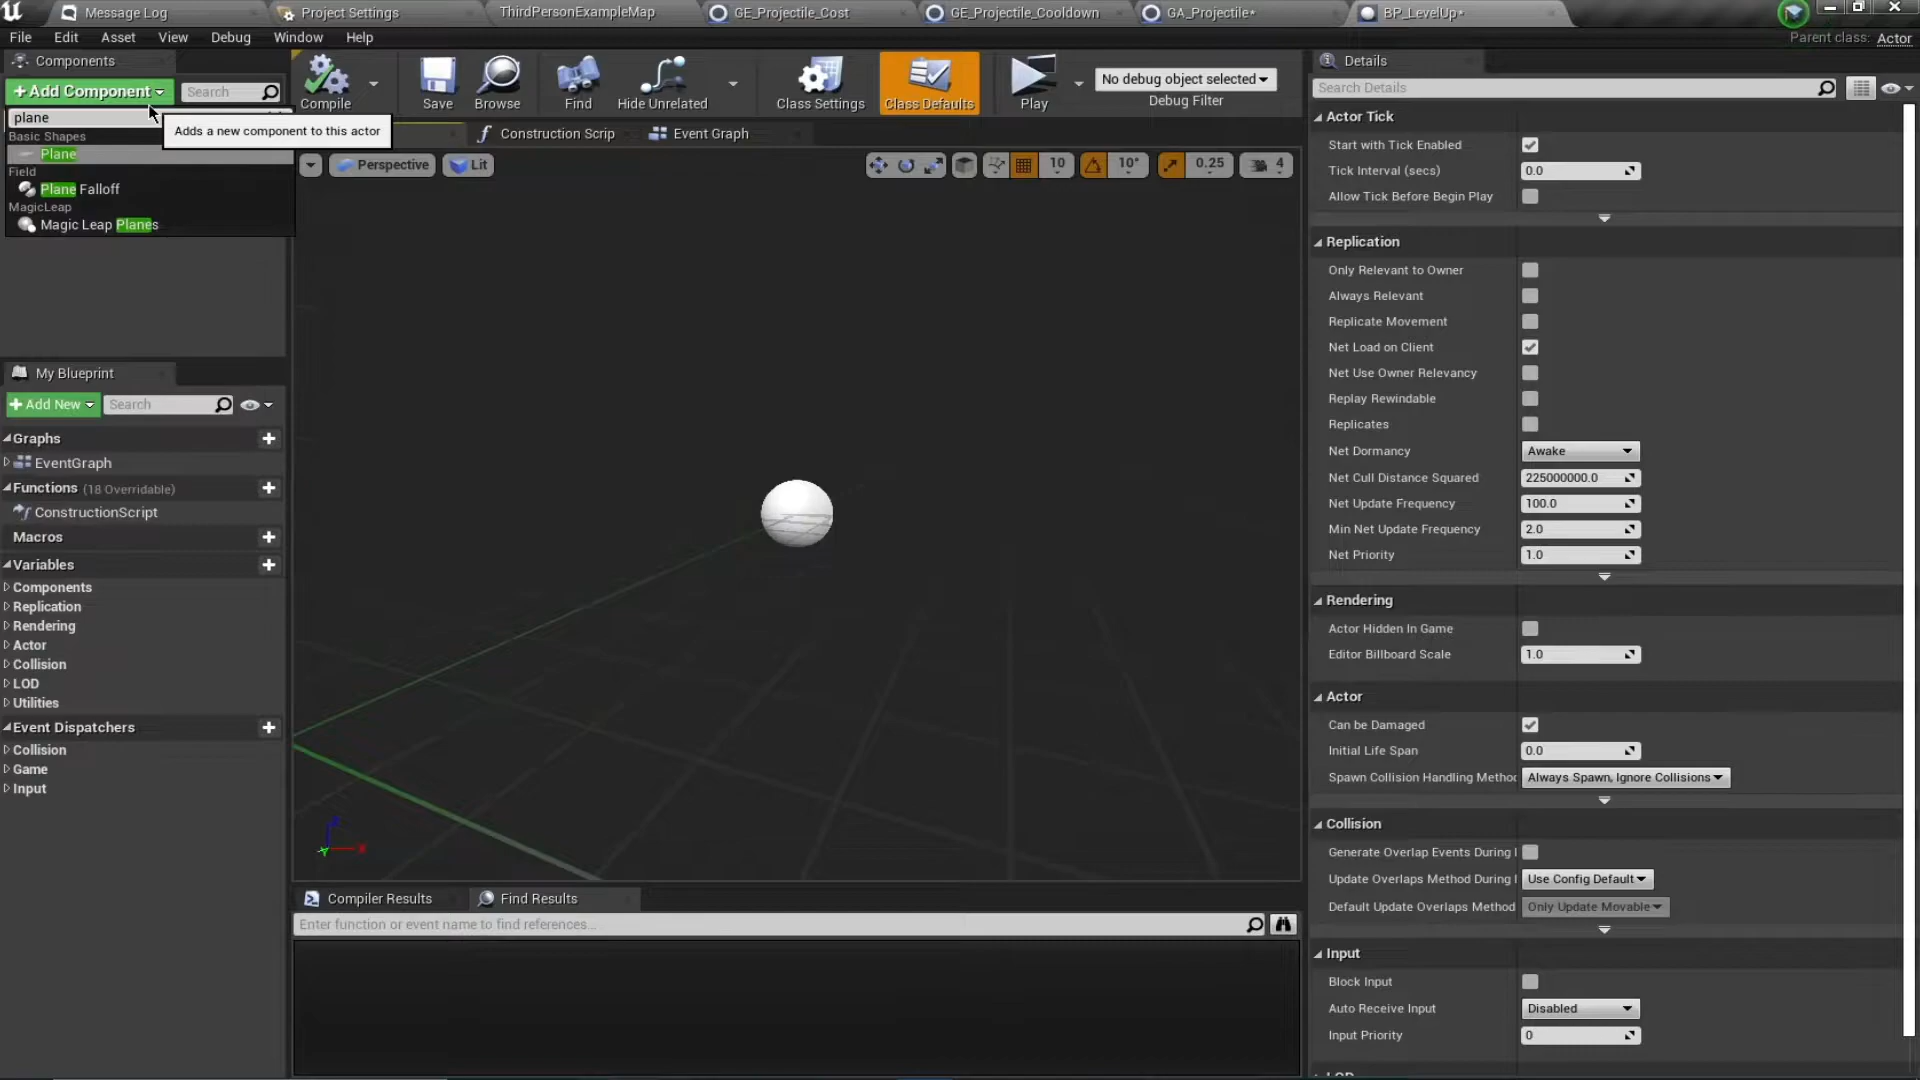 Message Log
Project Settings
ThirdPersonExampleMap
GE_Projectile_Cost
GE_Projectile_Cooldown
GA_Projectile*
BP_LevelUp*
File Edit Asset View Debug Window Help
Parent class: Actor
Components
+ Add Component
Search
plane
Adds a new component to this actor
Basic Shapes
Plane
Field
Plane Falloff
MagicLeap
Magic Leap Planes
Compile
Save
Browse
Find
Hide Unrelated
Class Settings
Class Defaults
Play
No debug object selected
Debug Filter
Construction Scrip
Event Graph
Perspective
Lit
10
10°
0.25
4
My Blueprint
+ Add New
Search
Graphs
EventGraph
Functions (18 Overridable)
ConstructionScript
Macros
Variables
Components
Replication
Rendering
Actor
Collision
LOD
Utilities
Event Dispatchers
Collision
Game
Input
X
Compiler Results
Find Results
Enter function or event name to find references...
Details
Search Details
Actor Tick
Start with Tick Enabled
Tick Interval (secs) 0.0
Allow Tick Before Begin Play
Replication
Only Relevant to Owner
Always Relevant
Replicate Movement
Net Load on Client
Net Use Owner Relevancy
Replay Rewindable
Replicates
Net Dormancy Awake
Net Cull Distance Squared 225000000.0
Net Update Frequency 100.0
Min Net Update Frequency 2.0
Net Priority 1.0
Rendering
Actor Hidden In Game
Editor Billboard Scale 1.0
Actor
Can be Damaged
Initial Life Span 0.0
Spawn Collision Handling Methoc Always Spawn, Ignore Collisions
Collision
Generate Overlap Events During
Update Overlaps Method During Use Config Default
Default Update Overlaps Method Only Update Movable
Input
Block Input
Auto Receive Input Disabled
Input Priority 0